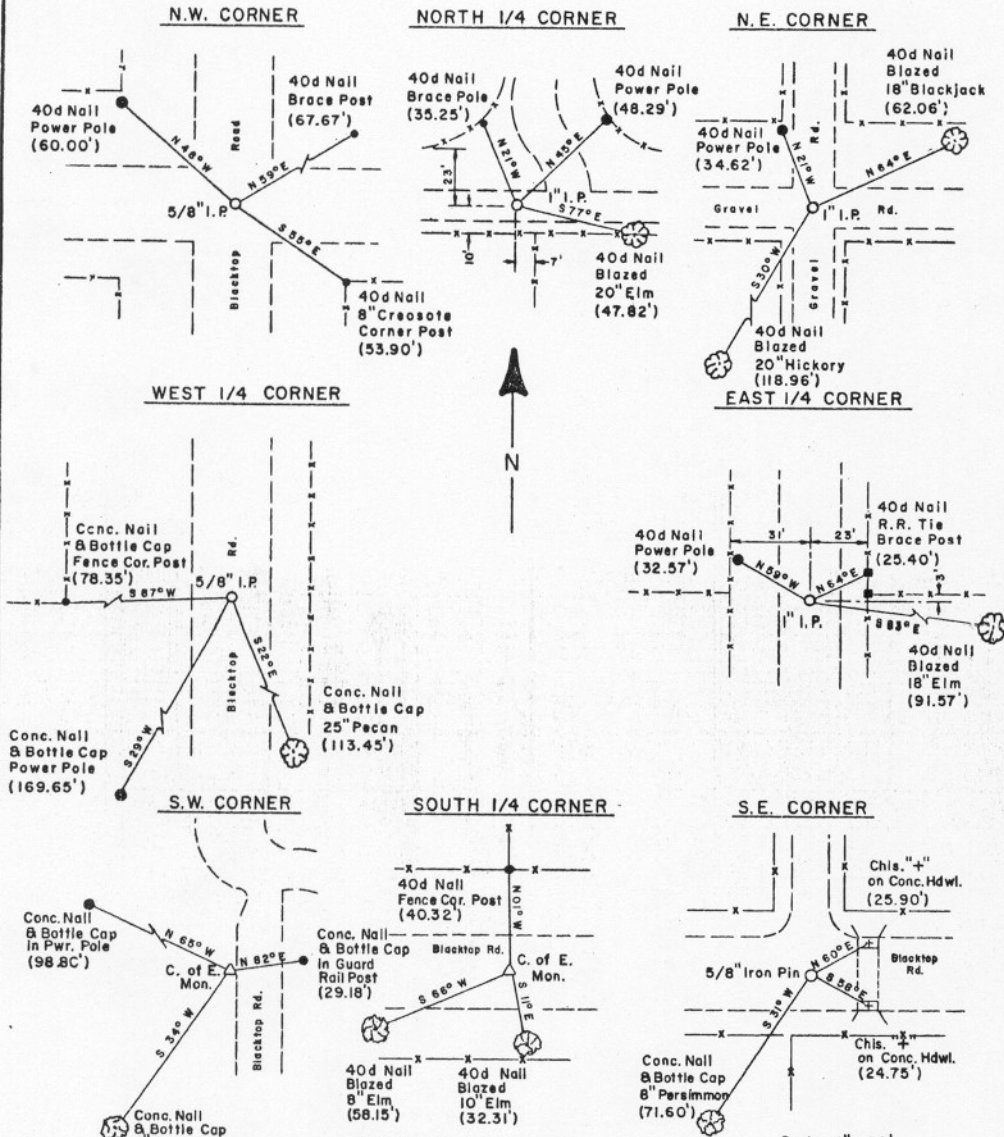 N.W. CORNER
40d Nail
Power Pole
(60.00')
N 48° W
Road
40d Nail
Brace Post
(67.67')
N 59° E
5/8" I.P.
S 55° E
Blacktop
40d Nail
8" Creosote
Corner Post
(53.90')
NORTH 1/4 CORNER
40d Nail
Brace Pole
(35.25')
40d Nail
Power Pole
(48.29')
N 21° W
N 45° E
23'
1" I.P.
S 77° E
10'
7'
40d Nail
Blazed
20" Elm
(47.82')
N.E. CORNER
40d Nail
Blazed
18" Blackjack
(62.06')
40d Nail
Power Pole
(34.62')
Rd.
N 21° W
N 64° E
Gravel
1" I.P.
Rd.
S 30° W
Gravel
40d Nail
Blazed
20" Hickory
(118.96')
WEST 1/4 CORNER
Conc. Nail
& Bottle Cap
Fence Cor. Post
(78.35')
Rd.
5/8" I.P.
S 87° W
S 22° E
Blacktop
S 29° W
Conc. Nail
& Bottle Cap
25" Pecan
(113.45')
Conc. Nail
& Bottle Cap
Power Pole
(169.65')
N
EAST 1/4 CORNER
40d Nail
Power Pole
(32.57')
31'
23'
40d Nail
R.R. Tie
Brace Post
(25.40')
N 59° W
N 64° E
3'
1" I.P.
S 83° E
40d Nail
Blazed
18" Elm
(91.57')
S.W. CORNER
Conc. Nail
& Bottle Cap
in Pwr. Pole
(98.80')
N 65° W
N 82° E
C. of E.
Mon.
Conc. Nail
& Bottle Cap
in Guard
Rail Post
(29.18')
S 34° W
Blacktop Rd.
Conc. Nail
& Bottle Cap
SOUTH 1/4 CORNER
40d Nail
Fence Cor. Post
(40.32')
N 01° W
Blacktop Rd.
C. of E.
Mon.
S 66° W
S 11° E
40d Nail
Blazed
8" Elm
(58.15')
40d Nail
Blazed
10" Elm
(32.31')
S.E. CORNER
Chis. "+"
on Conc. Hdwl.
(25.90')
N 60° E
Blacktop
Rd.
5/8" Iron Pin
S 58° E
S 31° W
Chis. "+"
on Conc. Hdwl.
(24.75')
Conc. Nail
& Bottle Cap
8" Persimmon
(71.60')